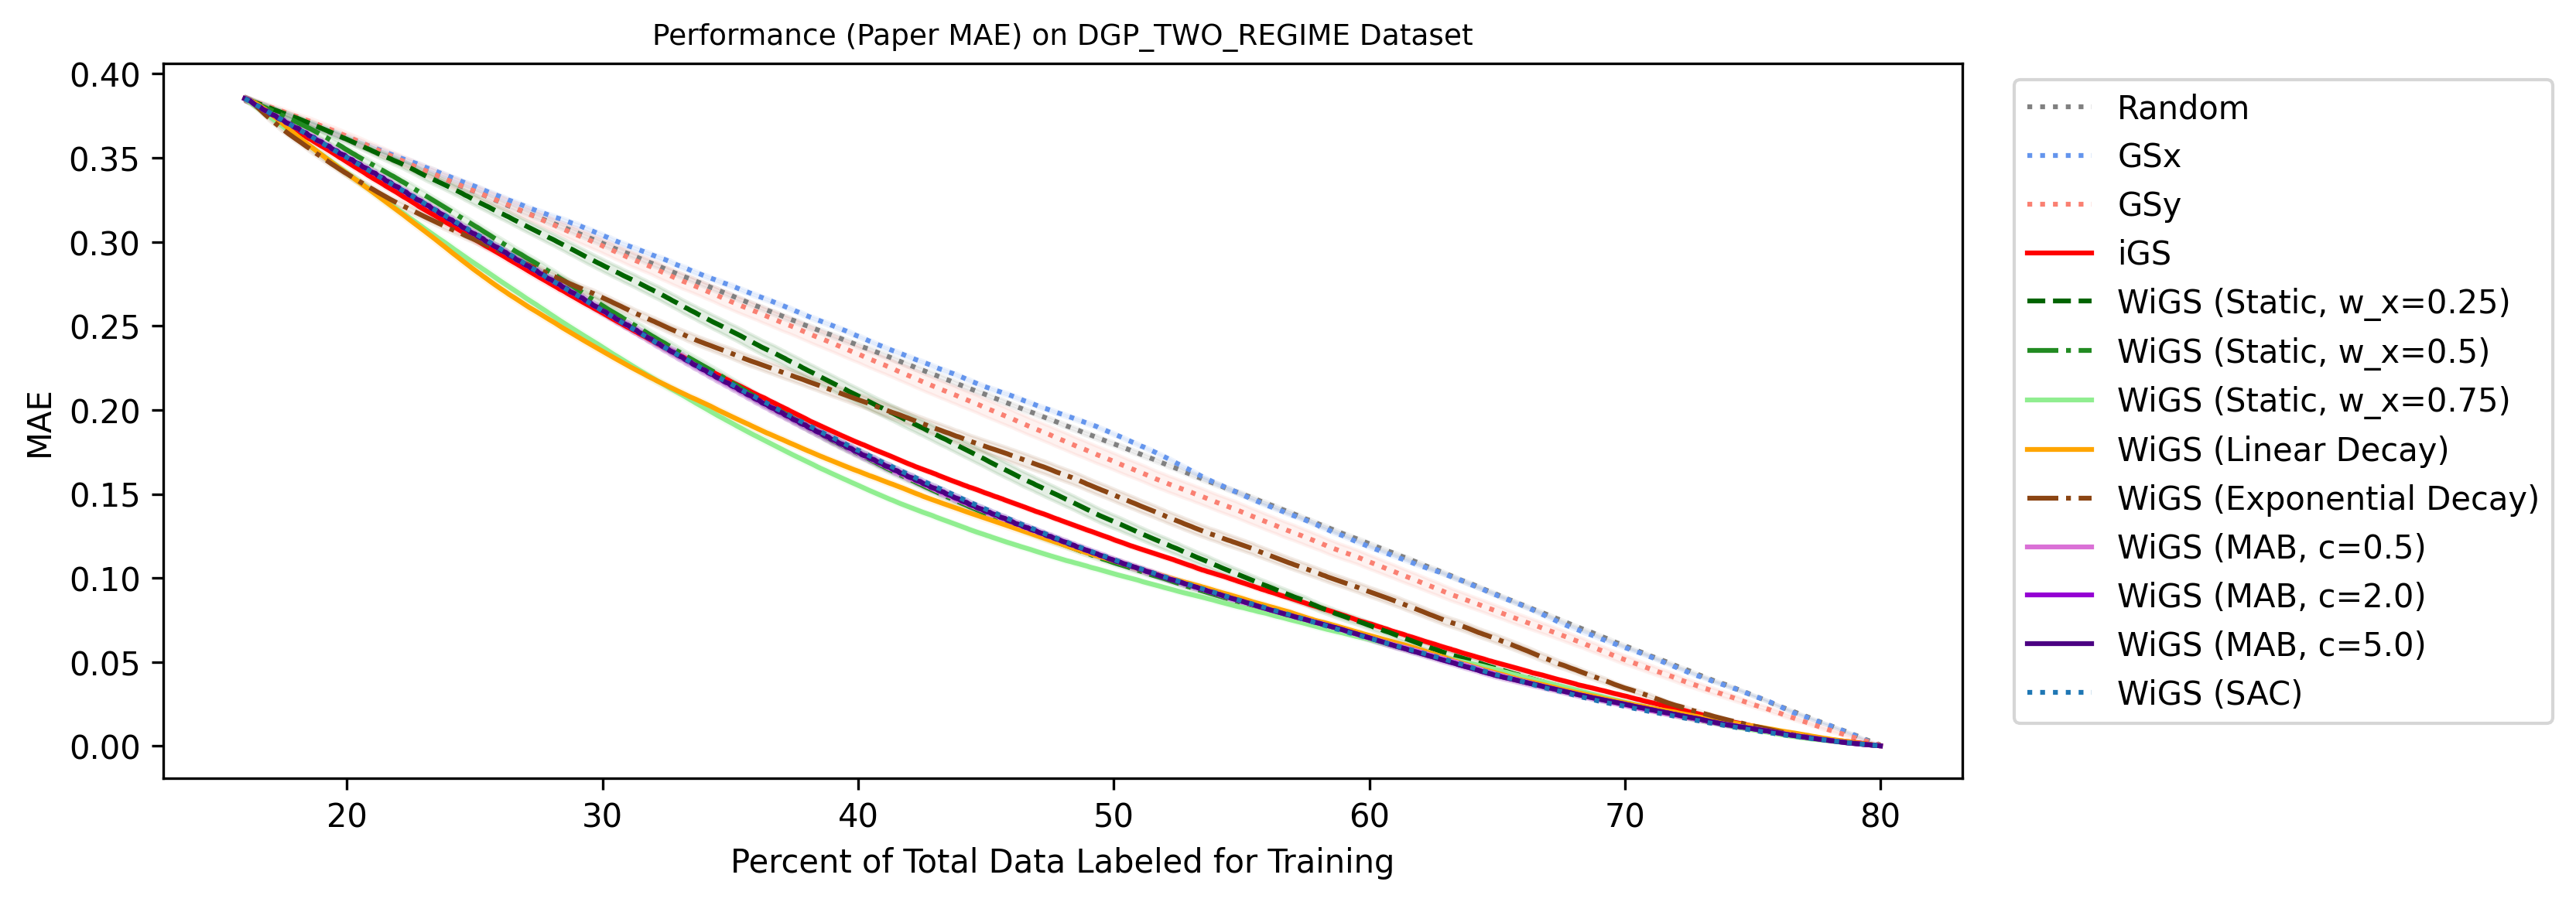 Performance (Paper MAE) on DGP_TWO_REGIME Dataset
0.40
0.35
0.30
0.25
0.20
0.15
0.10
0.05
0.00
MAE
20 30 40 50 60 70 80
Percent of Total Data Labeled for Training
Random
GSx
GSy
iGS
WiGS (Static, w_x=0.25)
WiGS (Static, w_x=0.5)
WiGS (Static, w_x=0.75)
WiGS (Linear Decay)
WiGS (Exponential Decay)
WiGS (MAB, c=0.5)
WiGS (MAB, c=2.0)
WiGS (MAB, c=5.0)
WiGS (SAC)